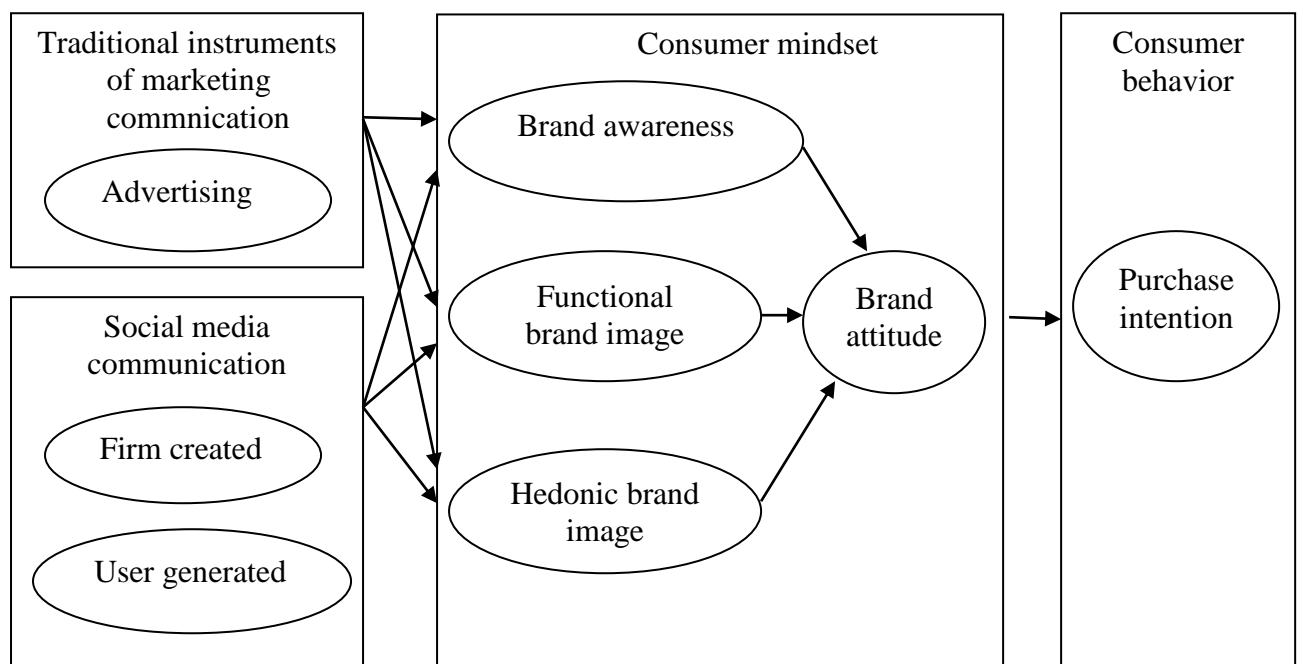 Traditional instruments
of marketing
commnication
Advertising
Social media
communication
Firm created
User generated
Consumer mindset
Brand awareness
Functional
brand image
Hedonic brand
image
Brand
attitude
Consumer
behavior
Purchase
intention